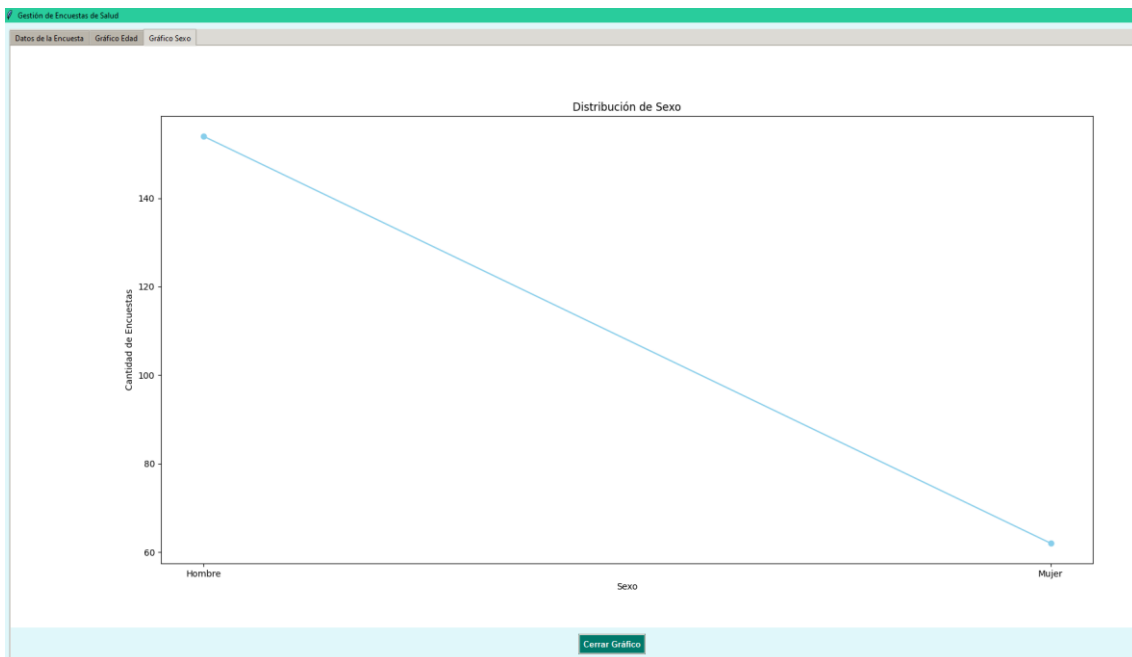 Gestión de Encuestas de Salud
Datos de la Encuesta Gráfico Edad Gráfico Sexo
Distribución de Sexo
140
120
100
80
60
Cantidad de Encuestas
Hombre Mujer
Sexo
Cerrar Gráfico